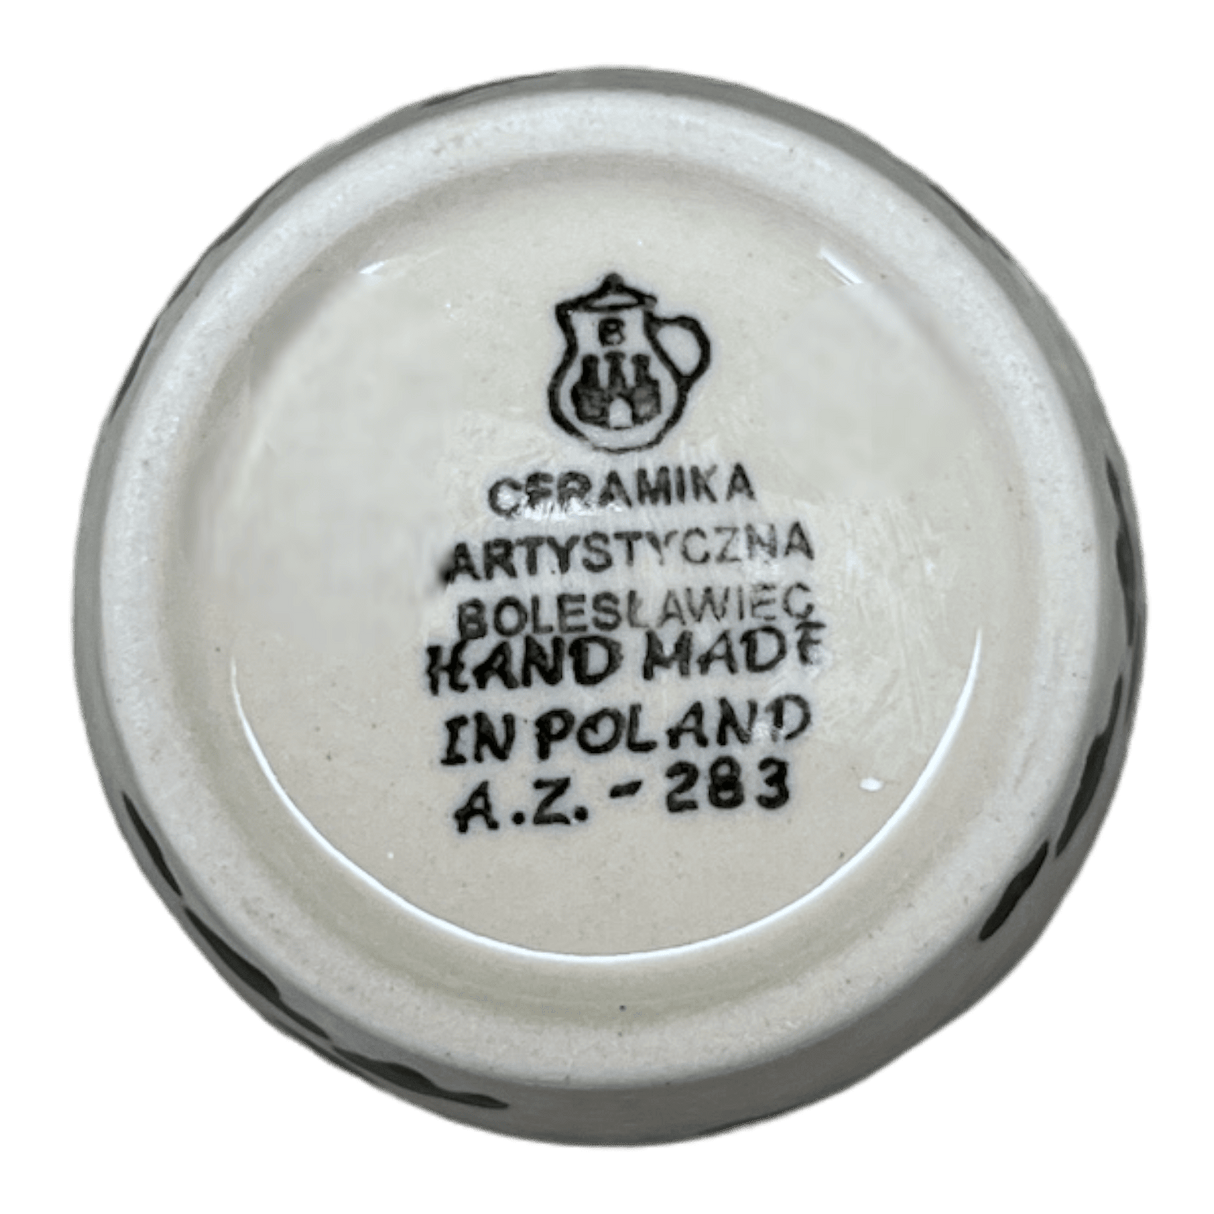 B
CERAMIKA
ARTYSTYCZNA
BOLESŁAWIEC
HAND MADE
IN POLAND
A.Z. - 283